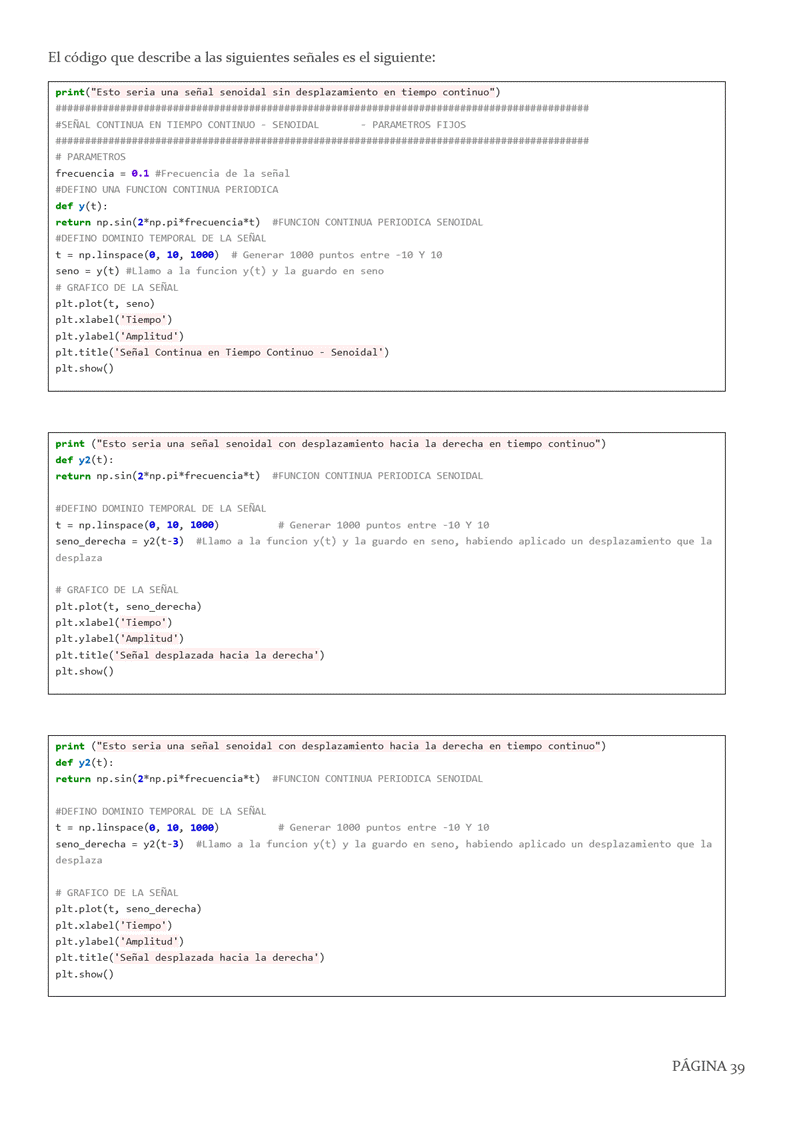 El código que describe a las siguientes señales es el siguiente:
print("Esto seria una señal senoidal sin desplazamiento en tiempo continuo")
###########################################################################################
#SEÑAL CONTINUA EN TIEMPO CONTINUO - SENOIDAL       - PARAMETROS FIJOS
###########################################################################################
# PARAMETROS
frecuencia = 0.1 #Frecuencia de la señal
#DEFINO UNA FUNCION CONTINUA PERIODICA
def y(t):
return np.sin(2*np.pi*frecuencia*t)  #FUNCION CONTINUA PERIODICA SENOIDAL
#DEFINO DOMINIO TEMPORAL DE LA SEÑAL
t = np.linspace(0, 10, 1000)  # Generar 1000 puntos entre -10 Y 10
seno = y(t) #Llamo a la funcion y(t) y la guardo en seno
# GRAFICO DE LA SEÑAL
plt.plot(t, seno)
plt.xlabel('Tiempo')
plt.ylabel('Amplitud')
plt.title('Señal Continua en Tiempo Continuo - Senoidal')
plt.show()
print ("Esto seria una señal senoidal con desplazamiento hacia la derecha en tiempo continuo")
def y2(t):
return np.sin(2*np.pi*frecuencia*t)  #FUNCION CONTINUA PERIODICA SENOIDAL
#DEFINO DOMINIO TEMPORAL DE LA SEÑAL
t = np.linspace(0, 10, 1000)          # Generar 1000 puntos entre -10 Y 10
seno_derecha = y2(t-3)  #Llamo a la funcion y(t) y la guardo en seno, habiendo aplicado un desplazamiento que la
desplaza
# GRAFICO DE LA SEÑAL
plt.plot(t, seno_derecha)
plt.xlabel('Tiempo')
plt.ylabel('Amplitud')
plt.title('Señal desplazada hacia la derecha')
plt.show()
print ("Esto seria una señal senoidal con desplazamiento hacia la derecha en tiempo continuo")
def y2(t):
return np.sin(2*np.pi*frecuencia*t)  #FUNCION CONTINUA PERIODICA SENOIDAL
#DEFINO DOMINIO TEMPORAL DE LA SEÑAL
t = np.linspace(0, 10, 1000)          # Generar 1000 puntos entre -10 Y 10
seno_derecha = y2(t-3)  #Llamo a la funcion y(t) y la guardo en seno, habiendo aplicado un desplazamiento que la
desplaza
# GRAFICO DE LA SEÑAL
plt.plot(t, seno_derecha)
plt.xlabel('Tiempo')
plt.ylabel('Amplitud')
plt.title('Señal desplazada hacia la derecha')
plt.show()
PÁGINA 39